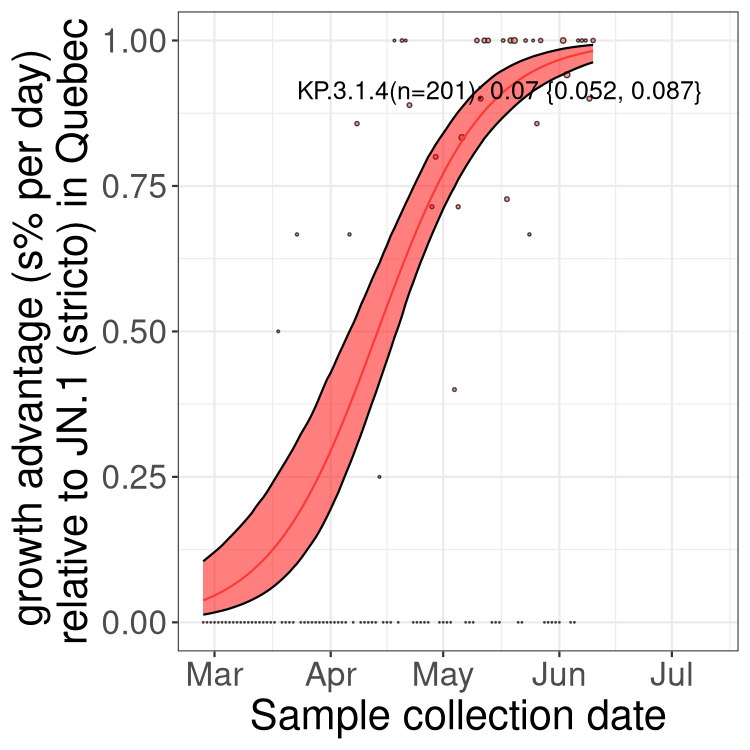 growth advantage (s% per day)
relative to JN.1 (stricto) in Quebec
1.00
0.75
0.50
0.25
0.00
KP.3.1.4(n=201): 0.07 {0.052, 0.087}
Mar Apr May Jun Jul
Sample collection date